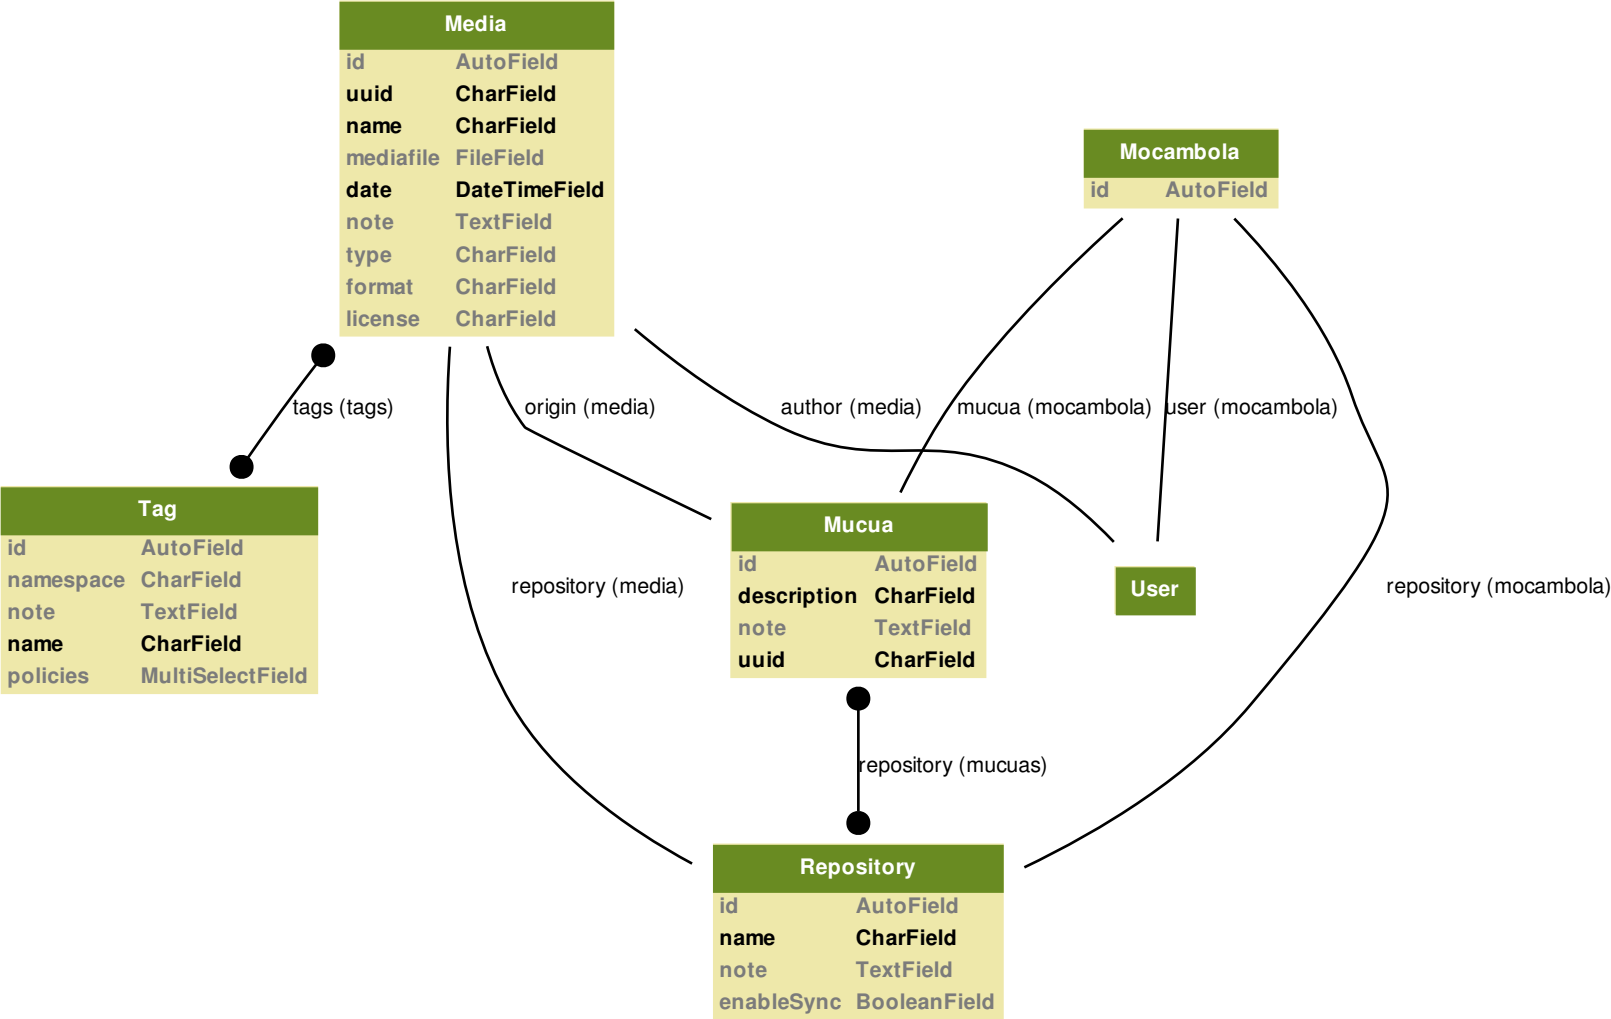 Media
id AutoField
uuid CharField
name CharField
mediafile FileField
date DateTimeField
note TextField
type CharField
format CharField
license CharField
Mocambola
id AutoField
tags (tags)
origin (media)
author (media)
mucua (mocambola)
user (mocambola)
Tag
id AutoField
namespace CharField
note TextField
name CharField
policies MultiSelectField
repository (media)
Mucua
id AutoField
description CharField
note TextField
uuid CharField
User
repository (mocambola)
repository (mucuas)
Repository
id AutoField
name CharField
note TextField
enableSync BooleanField